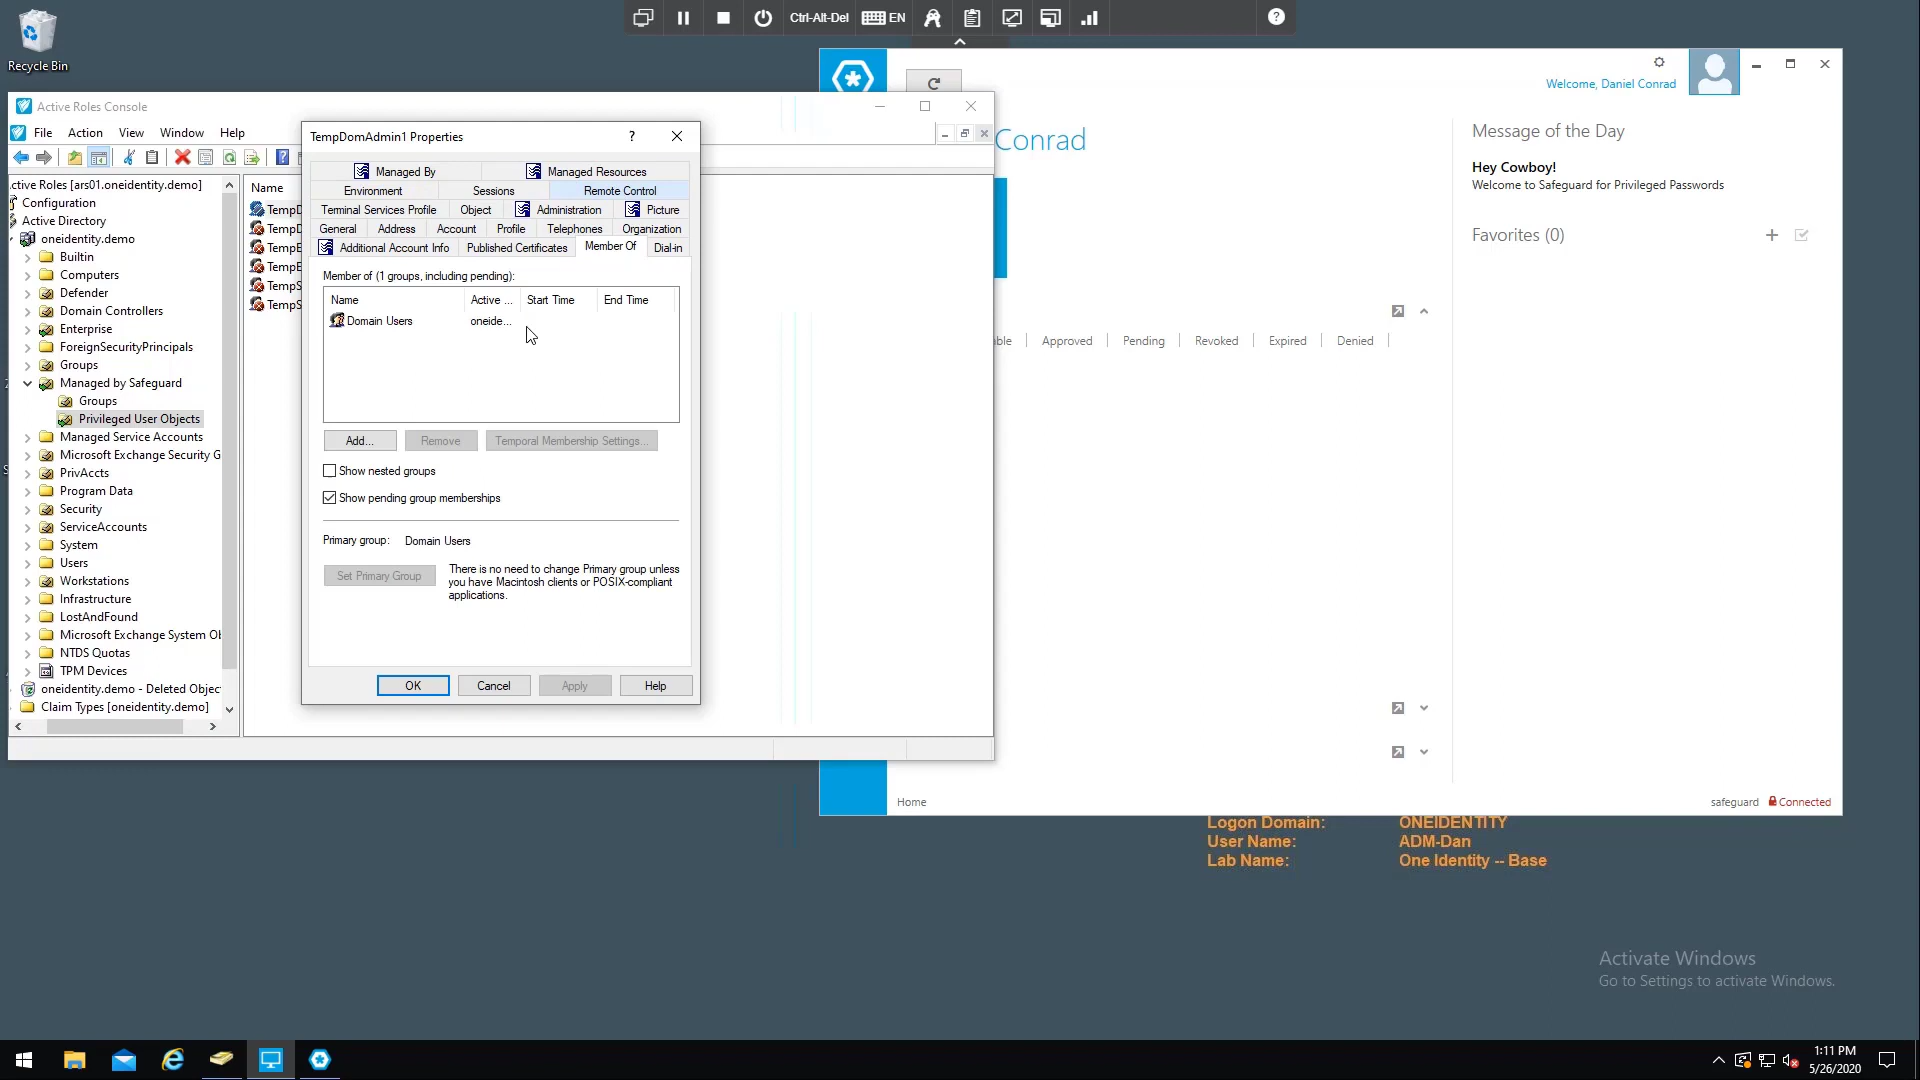 Recycle Bin
Ctrl-Alt-Del
EN
Active Roles Console
File Action View Window Help
ctive Roles [ars01.oneidentity.demo]
Configuration
Active Directory
oneidentity.demo
Builtin
Computers
Defender
Domain Controllers
Enterprise
ForeignSecurityPrincipals
Groups
Managed by Safeguard
Groups
Privileged User Objects
Managed Service Accounts
Microsoft Exchange Security G
PrivAccts
Program Data
Security
ServiceAccounts
System
Users
Workstations
Infrastructure
LostAndFound
Microsoft Exchange System Ob
NTDS Quotas
TPM Devices
oneidentity.demo - Deleted Objec
Claim Types [oneidentity.demo]
Name
TempD
TempD
TempE
TempE
TempS
TempS
TempDomAdmin1 Properties
Managed By Managed Resources
Environment Sessions Remote Control
Terminal Services Profile Object Administration Picture
General Address Account Profile Telephones Organization
Additional Account Info Published Certificates Member Of Dial-in
Member of (1 groups, including pending):
Name Active ... Start Time End Time
Domain Users oneide...
Add... Remove Temporal Membership Settings...
Show nested groups
Show pending group memberships
Primary group: Domain Users
Set Primary Group
There is no need to change Primary group unless
you have Macintosh clients or POSIX-compliant
applications.
OK Cancel Apply Help
Welcome, Daniel Conrad
Conrad
Message of the Day
Hey Cowboy!
Welcome to Safeguard for Privileged Passwords
Favorites (0)
ble Approved Pending Revoked Expired Denied
Home
safeguard Connected
Logon Domain: ONEIDENTITY
User Name: ADM-Dan
Lab Name: One Identity -- Base
Activate Windows
Go to Settings to activate Windows.
1:11 PM
5/26/2020